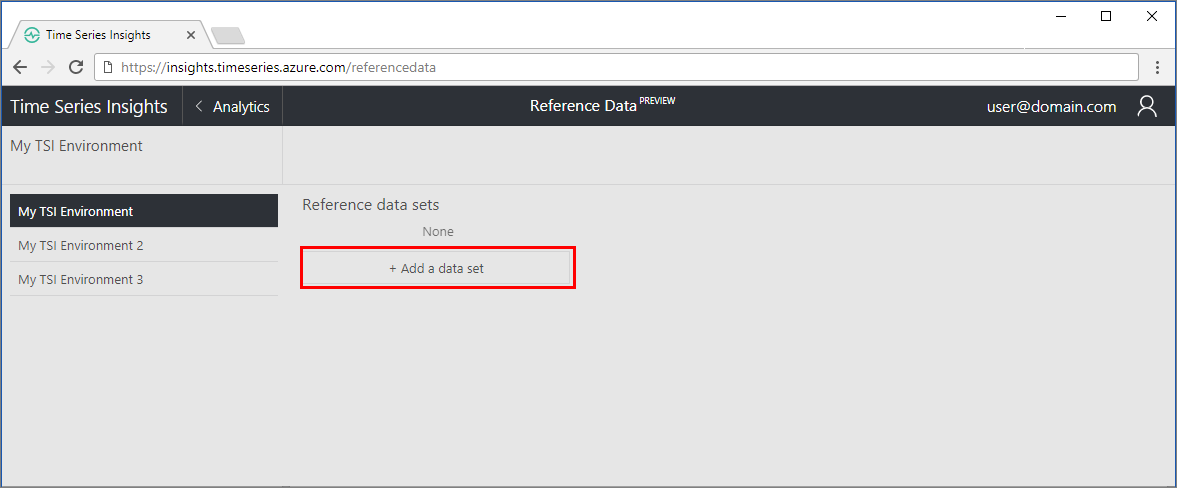 Time Series Insights
https://insights.timeseries.azure.com/referencedata
Time Series Insights
Analytics
Reference Data PREVIEW
user@domain.com
My TSI Environment
My TSI Environment
My TSI Environment 2
My TSI Environment 3
Reference data sets
None
+ Add a data set